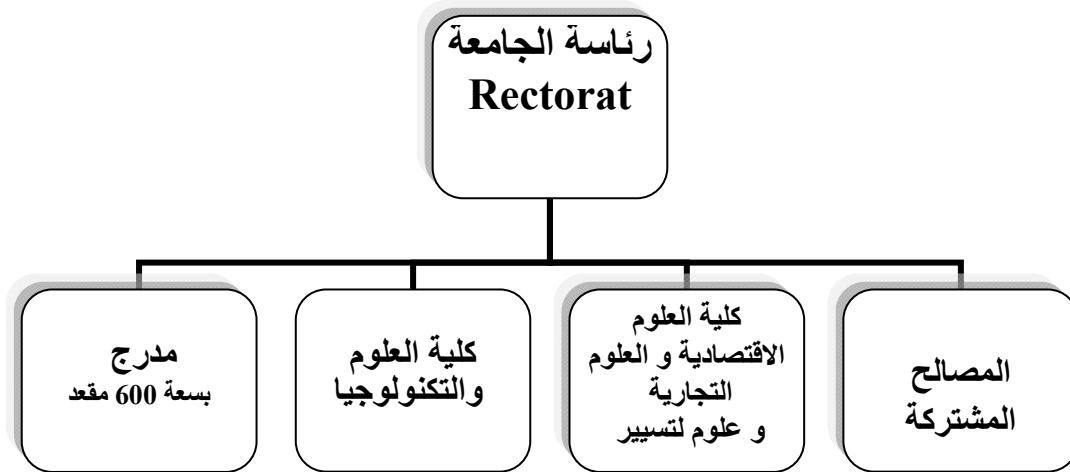 رئاسة الجامعة
Rectorat
المصالح
المشتركة
كلية العلوم
الاقتصادية و العلوم
التجارية
و علوم لتسيير
كلية العلوم
والتكنولوجيا
مدرج
بسعة 600 مقعد